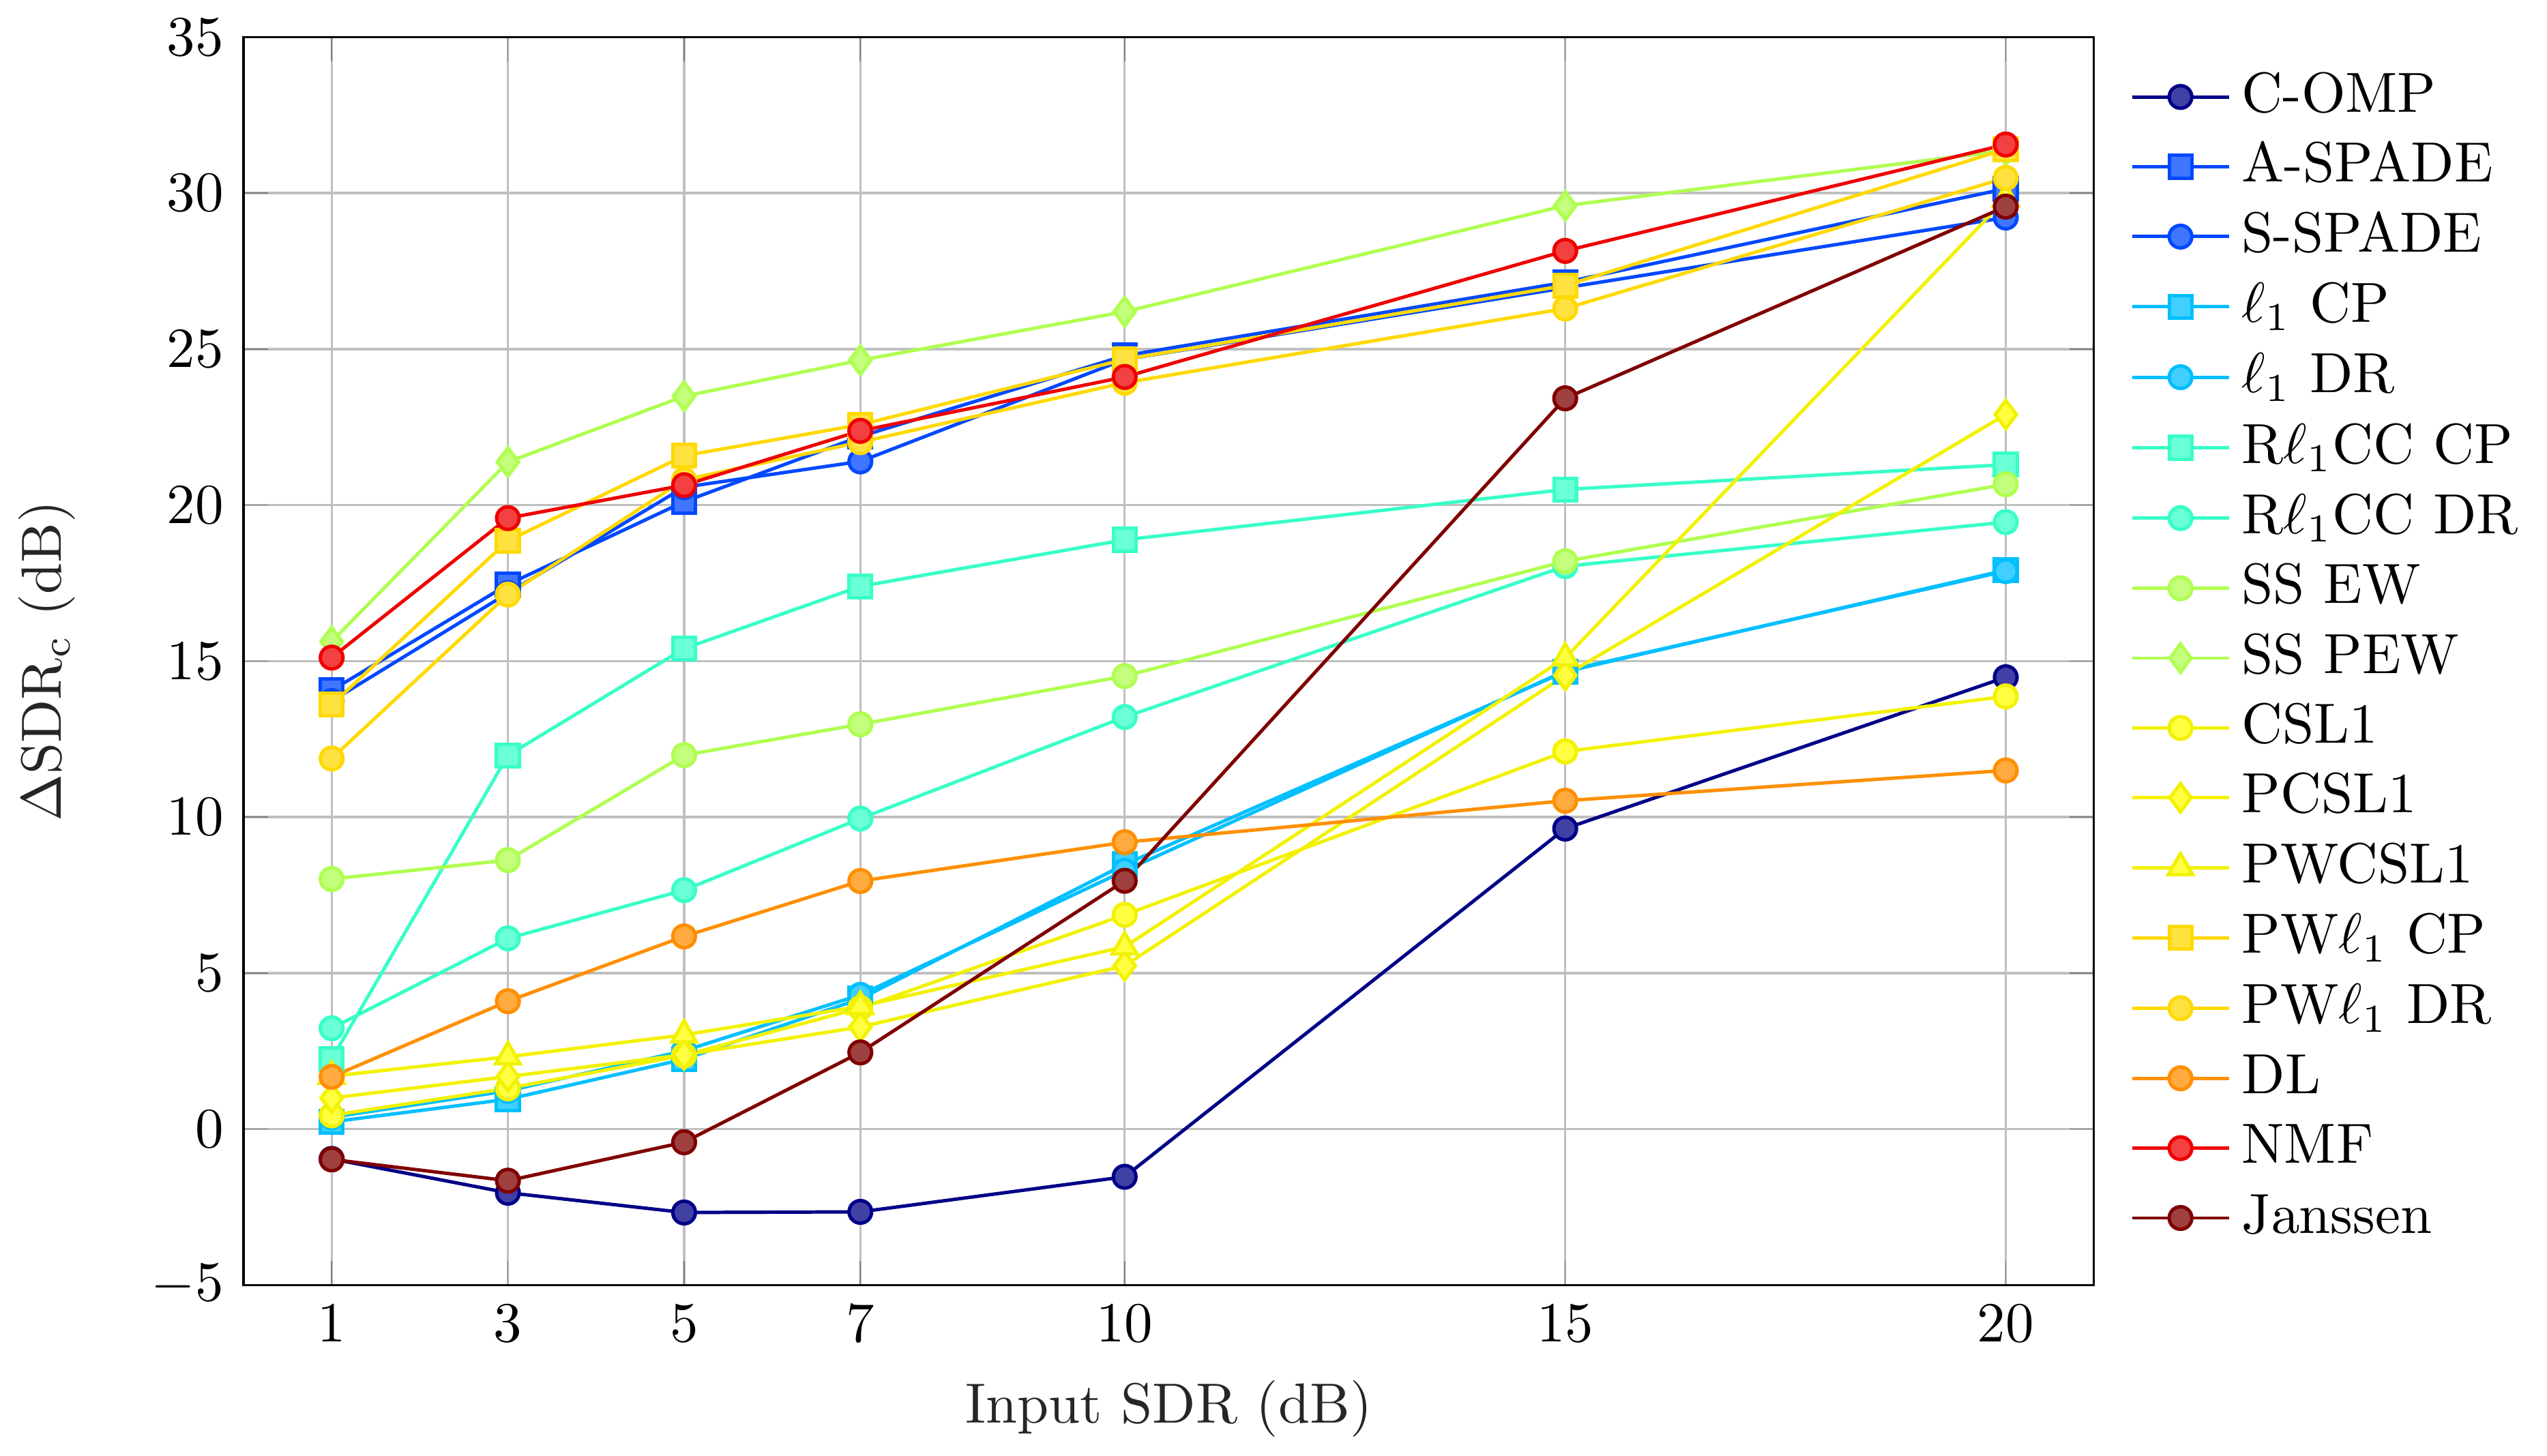 35
30
25
20
15
10
5
0
−5
ΔSDRc (dB)
1 3 5 7 10 15 20
Input SDR (dB)
C-OMP
A-SPADE
S-SPADE
ℓ1 CP
ℓ1 DR
Rℓ1CC CP
Rℓ1CC DR
SS EW
SS PEW
CSL1
PCSL1
PWCSL1
PWℓ1 CP
PWℓ1 DR
DL
NMF
Janssen